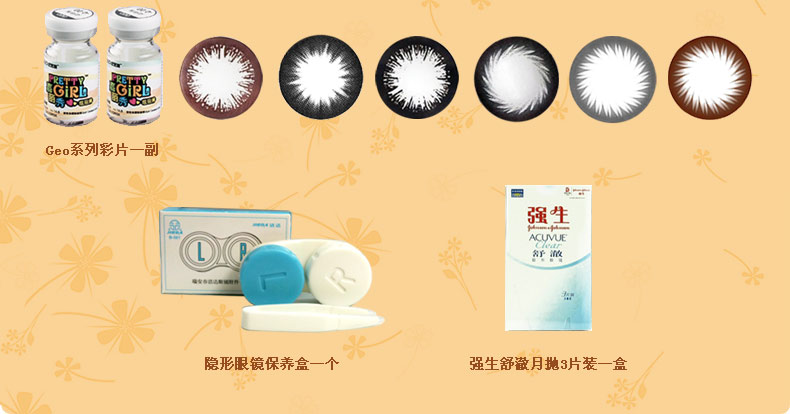 PRETTY
GiRL
PRETTY
GiRL
Geo系列彩片一副
L
R
L
R
强生
Johnson & Johnson
ACUVUE
Clear
舒澈
隐形眼镜保养盒一个
强生舒澈月抛3片装一盒